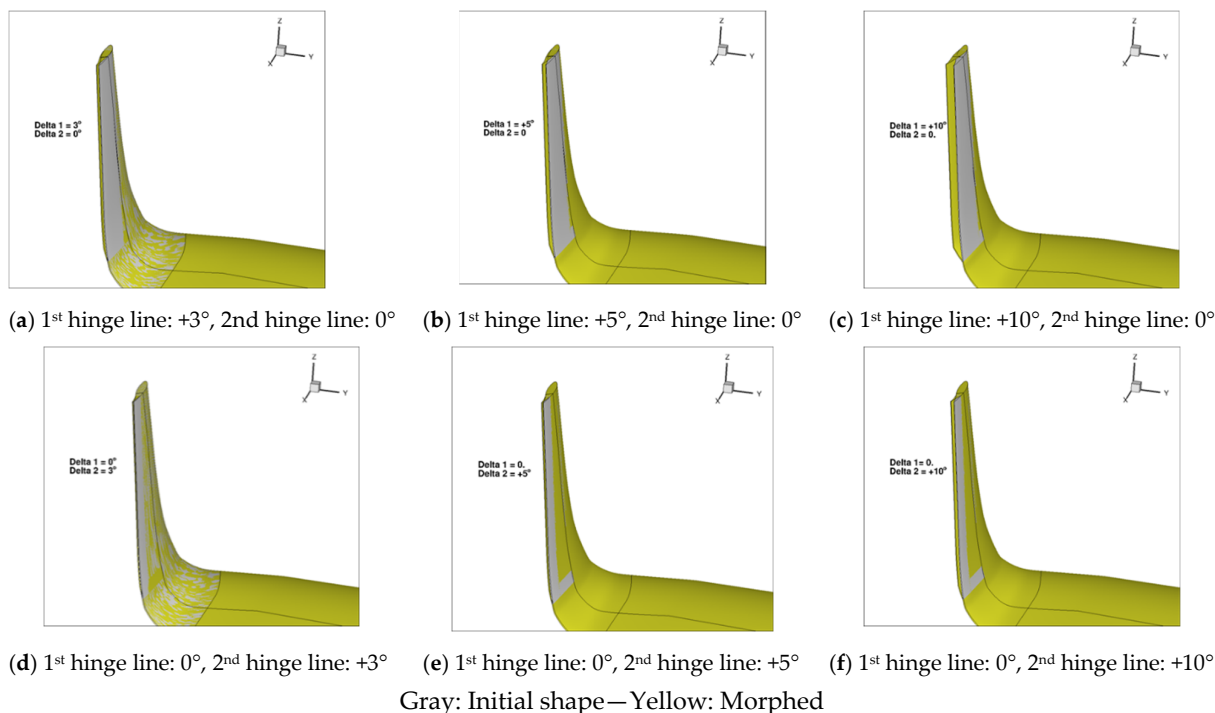 Z
Y
X
Delta 1 = 3°
Delta 2 = 0°
Z
Y
X
Delta 1 = +5°
Delta 2 = 0
Z
Y
X
Delta 1 = +10°
Delta 2 = 0.
(a) 1st hinge line: +3°, 2nd hinge line: 0°
(b) 1st hinge line: +5°, 2nd hinge line: 0°
(c) 1st hinge line: +10°, 2nd hinge line: 0°
Z
Y
X
Delta 1 = 0°
Delta 2 = 3°
Z
Y
X
Delta 1 = 0.
Delta 2 = +5°
Z
Y
X
Delta 1= 0.
Delta 2 = +10°
(d) 1st hinge line: 0°, 2nd hinge line: +3°
(e) 1st hinge line: 0°, 2nd hinge line: +5°
(f) 1st hinge line: 0°, 2nd hinge line: +10°
Gray: Initial shape—Yellow: Morphed